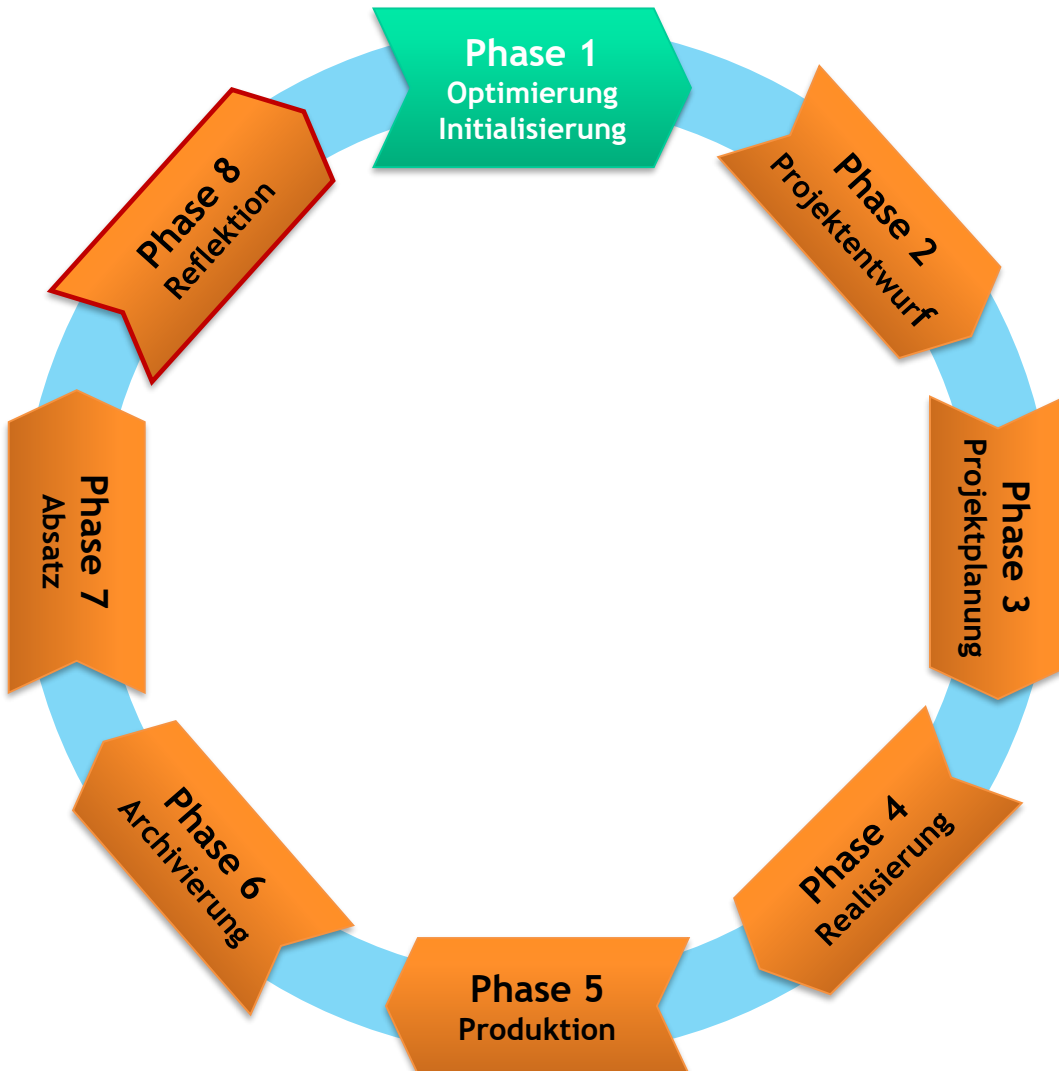 Phase 1
Optimierung
Initialisierung
Phase 2
Projektentwurf
Phase 3
Projektplanung
Phase 4
Realisierung
Phase 5
Produktion
Phase 6
Archivierung
Phase 7
Absatz
Phase 8
Reflektion